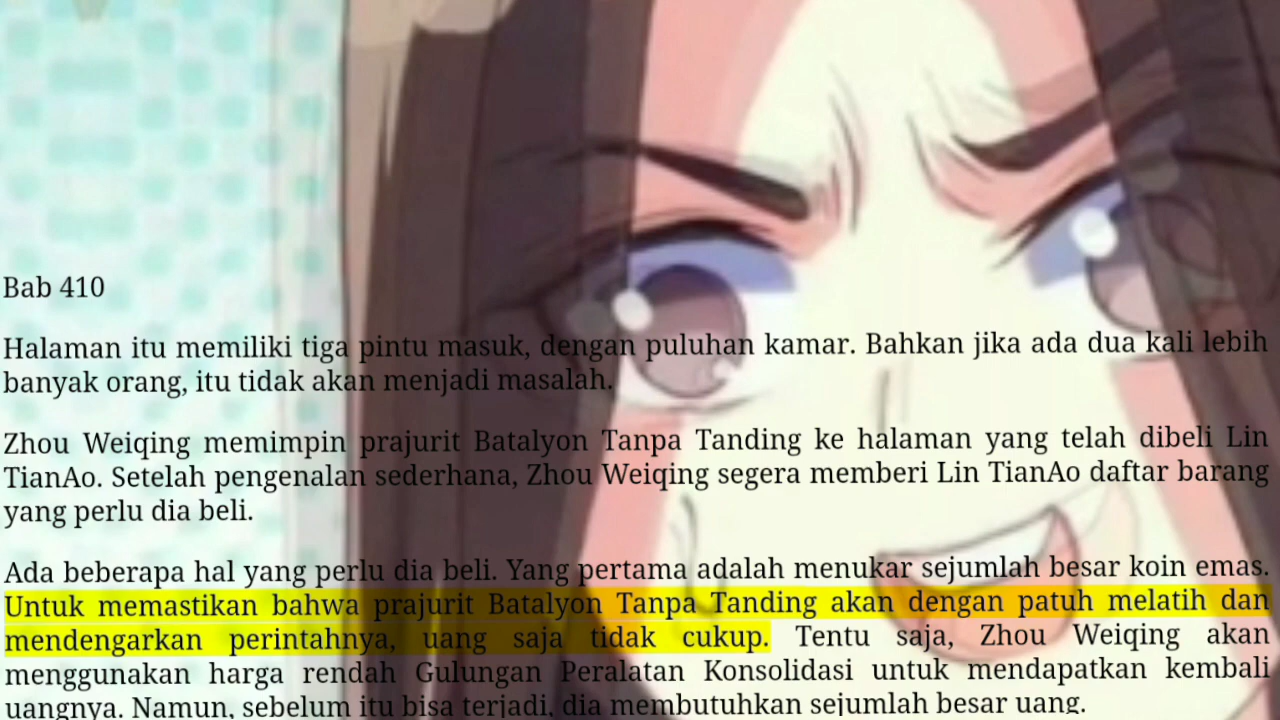 Bab 410
Halaman itu memiliki tiga pintu masuk, dengan puluhan kamar. Bahkan jika ada dua kali lebih
banyak orang, itu tidak akan menjadi masalah.
Zhou Weiqing memimpin prajurit Batalyon Tanpa Tanding ke halaman yang telah dibeli Lin
TianAo. Setelah pengenalan sederhana, Zhou Weiqing segera memberi Lin TianAo daftar barang
yang perlu dia beli.
Ada beberapa hal yang perlu dia beli. Yang pertama adalah menukar sejumlah besar koin emas.
Untuk memastikan bahwa prajurit Batalyon Tanpa Tanding akan dengan patuh melatih dan
mendengarkan perintahnya, uang saja tidak cukup. Tentu saja, Zhou Weiqing akan
menggunakan harga rendah Gulungan Peralatan Konsolidasi untuk mendapatkan kembali
uangnya. Namun, sebelum itu bisa terjadi, dia membutuhkan sejumlah besar uang.